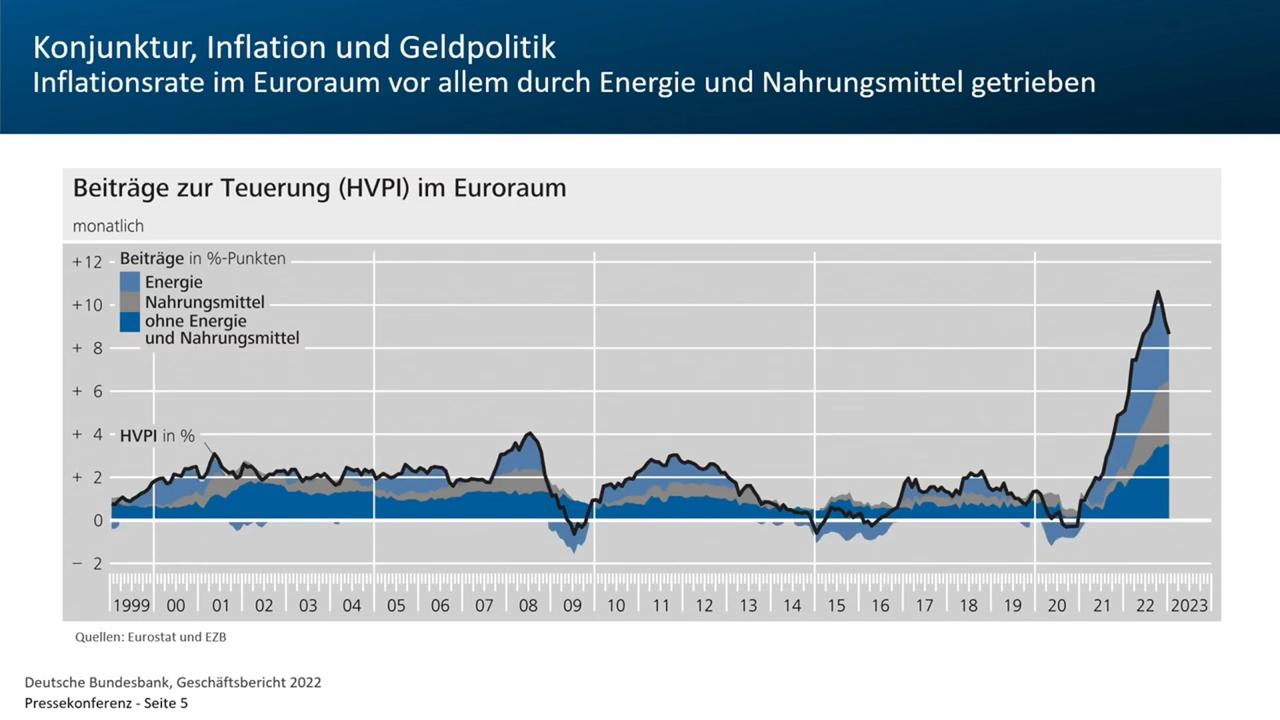 Konjunktur, Inflation und Geldpolitik
Inflationsrate im Euroraum vor allem durch Energie und Nahrungsmittel getrieben
Beiträge zur Teuerung (HVPI) im Euroraum
monatlich
Beiträge in %-Punkten
Energie
Nahrungsmittel
ohne Energie
und Nahrungsmittel
HVPI in %
+12
+10
+ 8
+ 6
+ 4
+ 2
0
− 2
1999 00 01 02 03 04 05 06 07 08 09 10 11 12 13 14 15 16 17 18 19 20 21 22 2023
Quellen: Eurostat und EZB
Deutsche Bundesbank, Geschäftsbericht 2022
Pressekonferenz - Seite 5